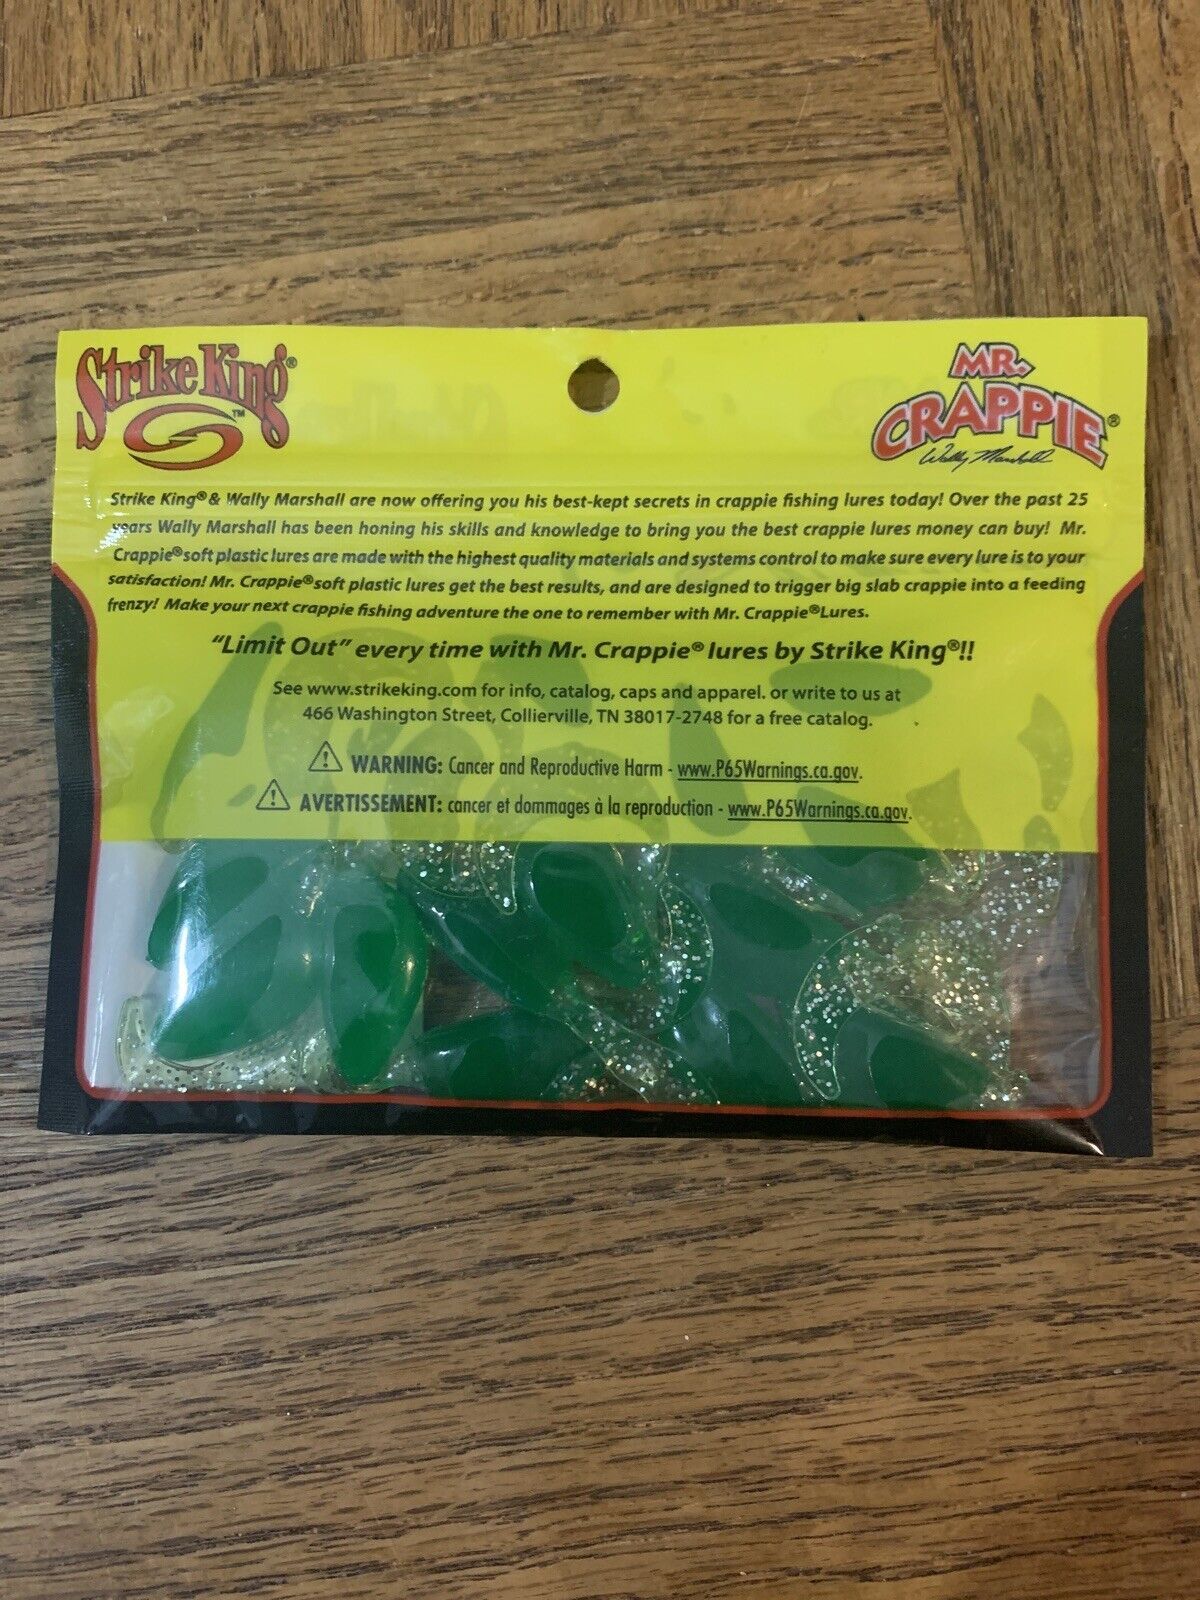 Strike King®
™
MR.
CRAPPIE®
Wally Marshall
Strike King® & Wally Marshall are now offering you his best-kept secrets in crappie fishing lures today! Over the past 25
years Wally Marshall has been honing his skills and knowledge to bring you the best crappie lures money can buy! Mr.
Crappie® soft plastic lures are made with the highest quality materials and systems control to make sure every lure is to your
satisfaction! Mr. Crappie® soft plastic lures get the best results, and are designed to trigger big slab crappie into a feeding
frenzy! Make your next crappie fishing adventure the one to remember with Mr. Crappie® Lures.
"Limit Out" every time with Mr. Crappie® lures by Strike King®!!
See www.strikeking.com for info, catalog, caps and apparel. or write to us at
466 Washington Street, Collierville, TN 38017-2748 for a free catalog.
⚠ WARNING: Cancer and Reproductive Harm - www.P65Warnings.ca.gov.
⚠ AVERTISSEMENT: cancer et dommages à la reproduction - www.P65Warnings.ca.gov.